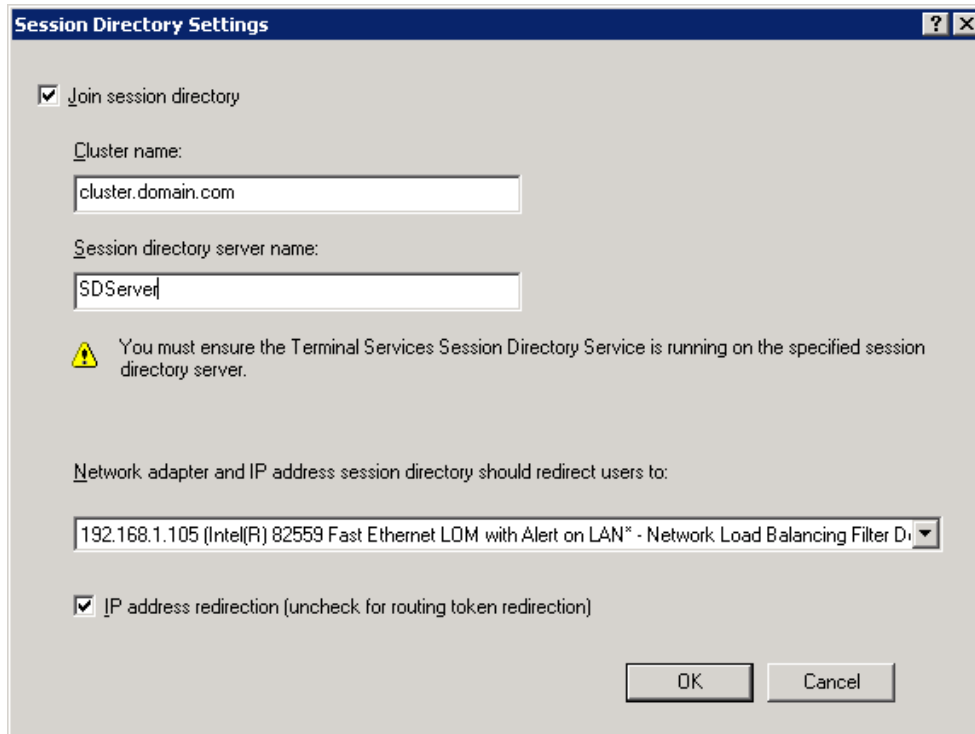 Session Directory Settings
Join session directory
Cluster name:
cluster.domain.com
Session directory server name:
SDServer
You must ensure the Terminal Services Session Directory Service is running on the specified session
directory server.
Network adapter and IP address session directory should redirect users to:
192.168.1.105 (Intel(R) 82559 Fast Ethernet LOM with Alert on LAN* - Network Load Balancing Filter D
IP address redirection (uncheck for routing token redirection)
OK Cancel